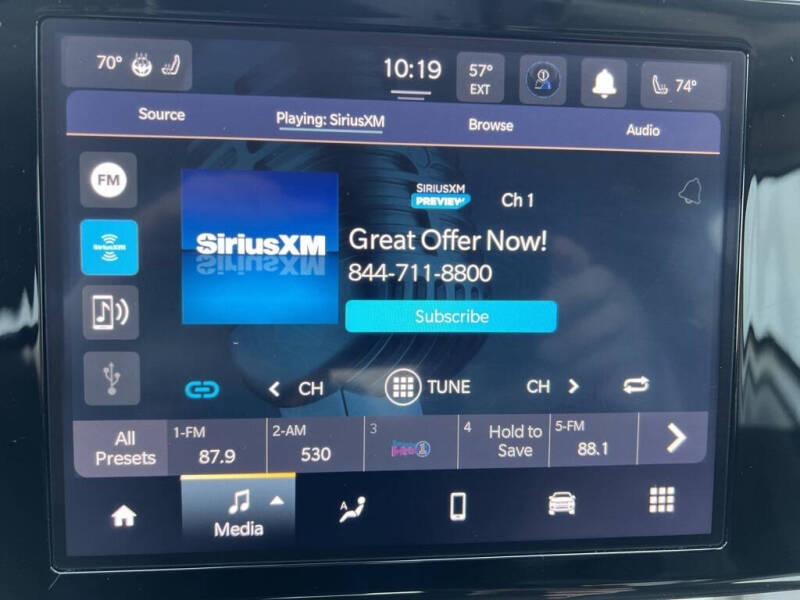 70°
10:19
57°
EXT
1
74°
Source
Playing: SiriusXM
Browse
Audio
FM
SiriusXM
SiriusXM
SIRIUSXM
PREVIEW
Ch 1
Great Offer Now!
844-711-8800
Subscribe
CH
TUNE
CH
All
Presets
1-FM
87.9
2-AM
530
3
4
Hold to
Save
5-FM
88.1
A
Media